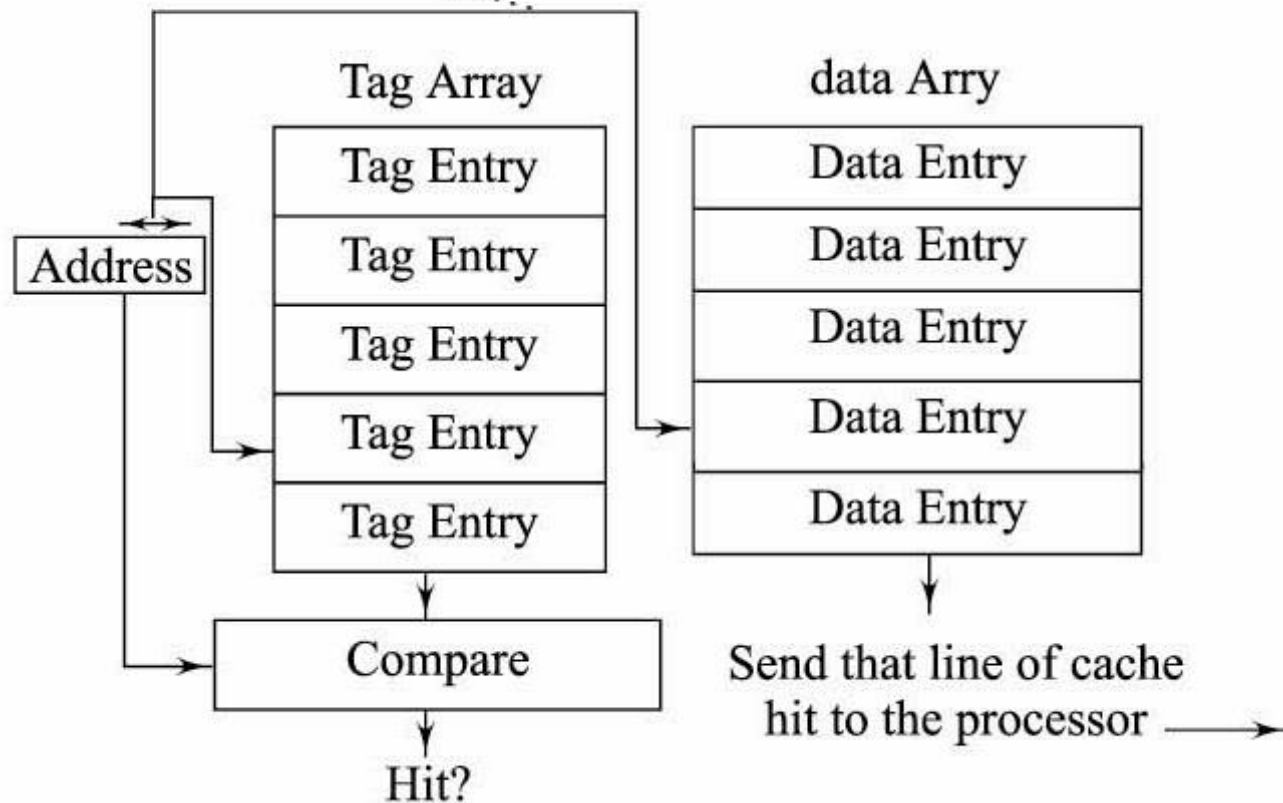 Tag Array
data Arry
Tag Entry
Data Entry
Tag Entry
Data Entry
Address
Tag Entry
Data Entry
Tag Entry
Data Entry
Tag Entry
Data Entry
Compare
Send that line of cache
hit to the processor
Hit?